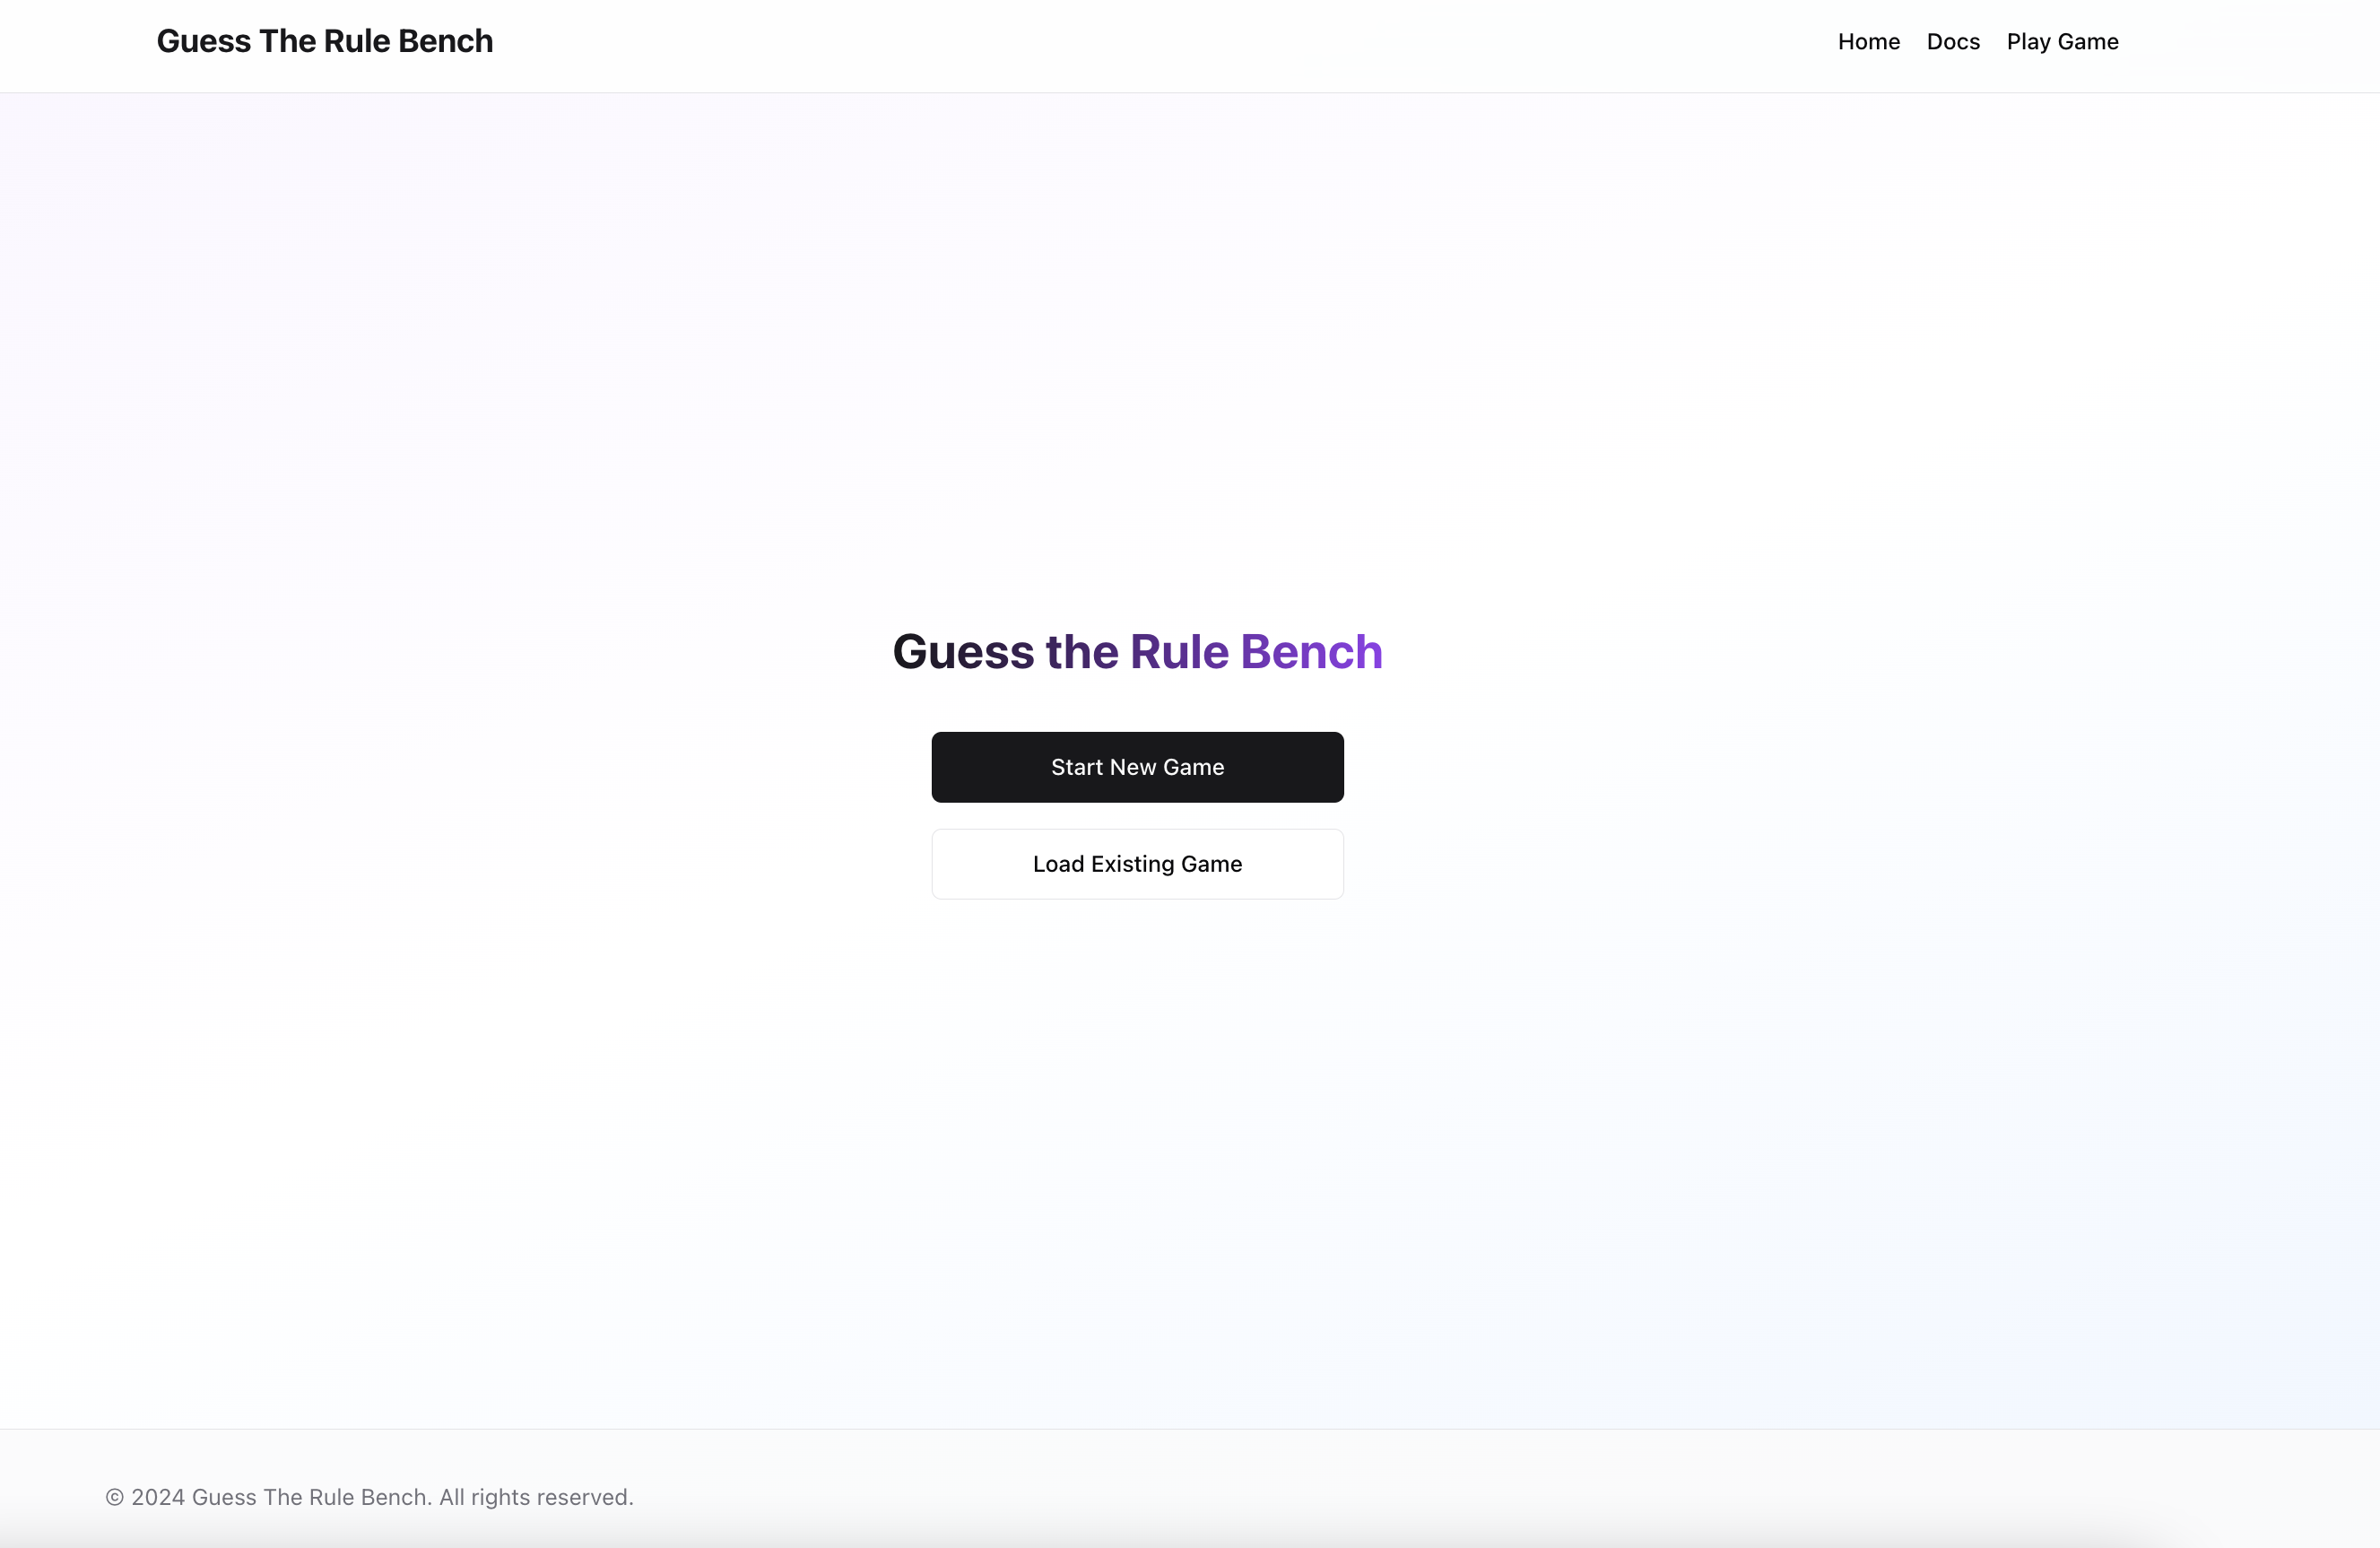 Guess The Rule Bench
Home Docs Play Game
Guess the Rule Bench
Start New Game
Load Existing Game
© 2024 Guess The Rule Bench. All rights reserved.